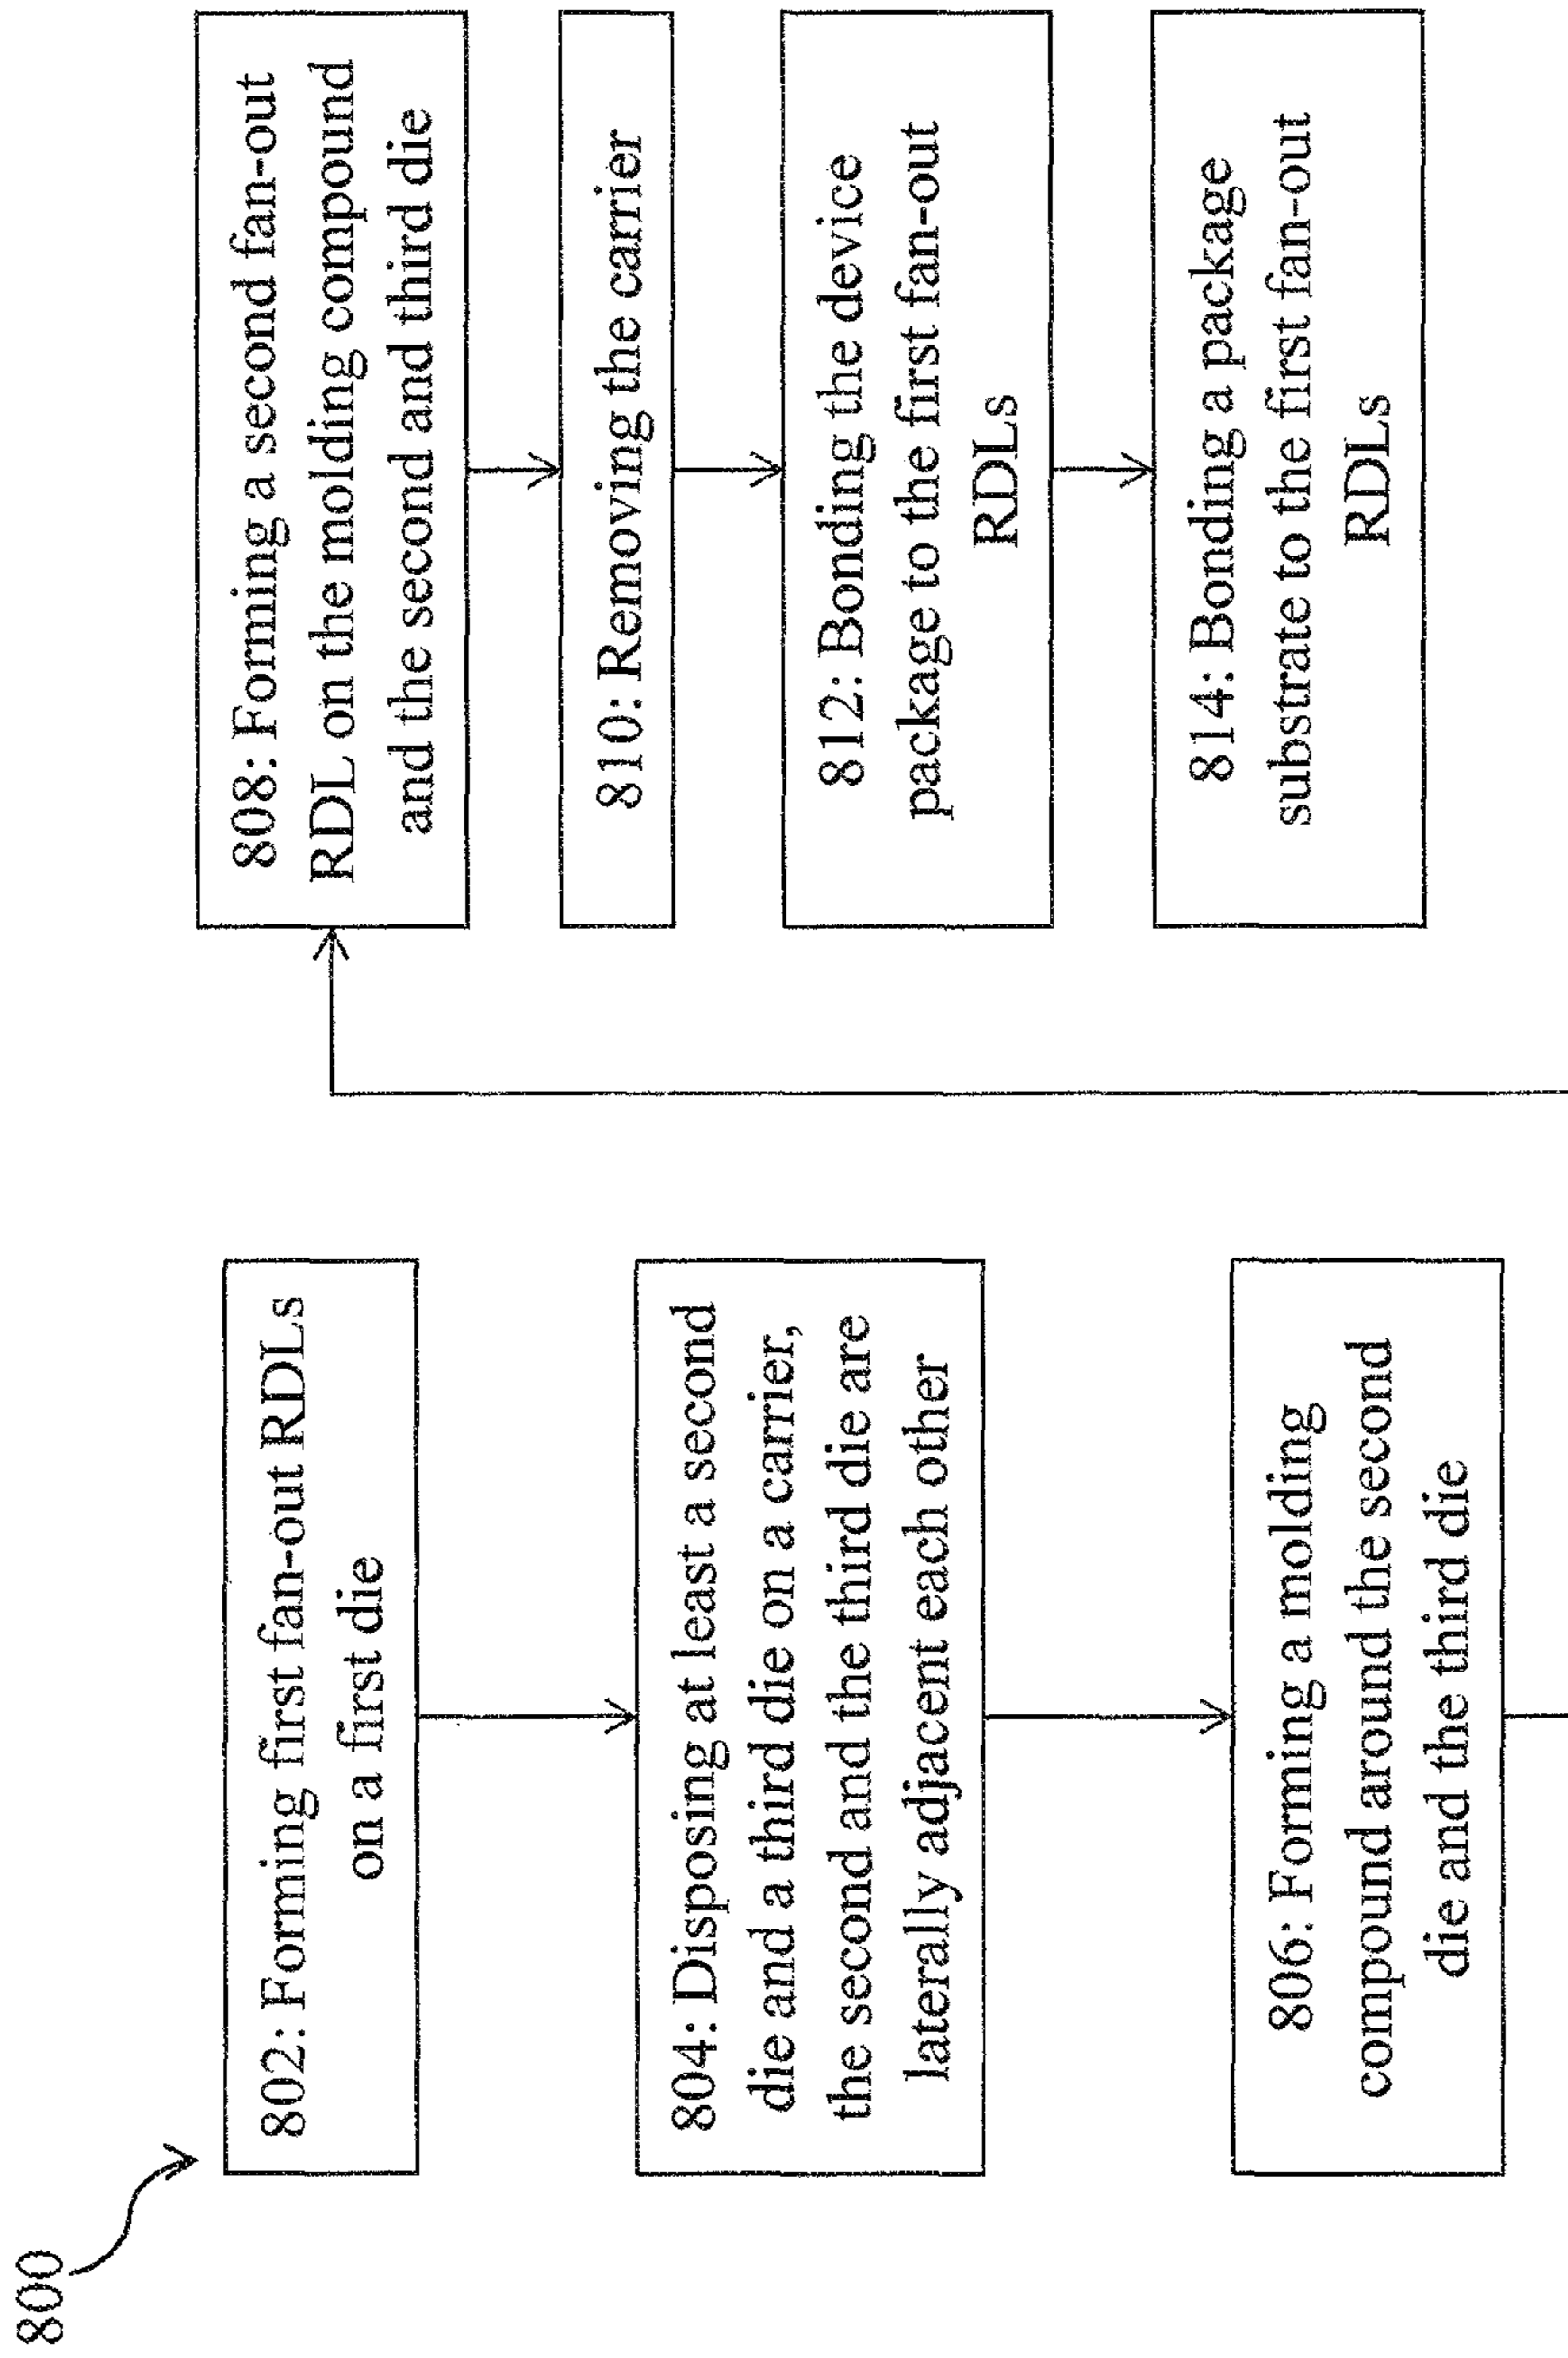 800
802: Forming first fan-out RDLs
on a first die
804: Disposing at least a second
die and a third die on a carrier,
the second and the third die are
laterally adjacent each other
806: Forming a molding
compound around the second
die and the third die
808: Forming a second fan-out
RDL on the molding compound
and the second and third die
810: Removing the carrier
812: Bonding the device
package to the first fan-out
RDLs
814: Bonding a package
substrate to the first fan-out
RDLs